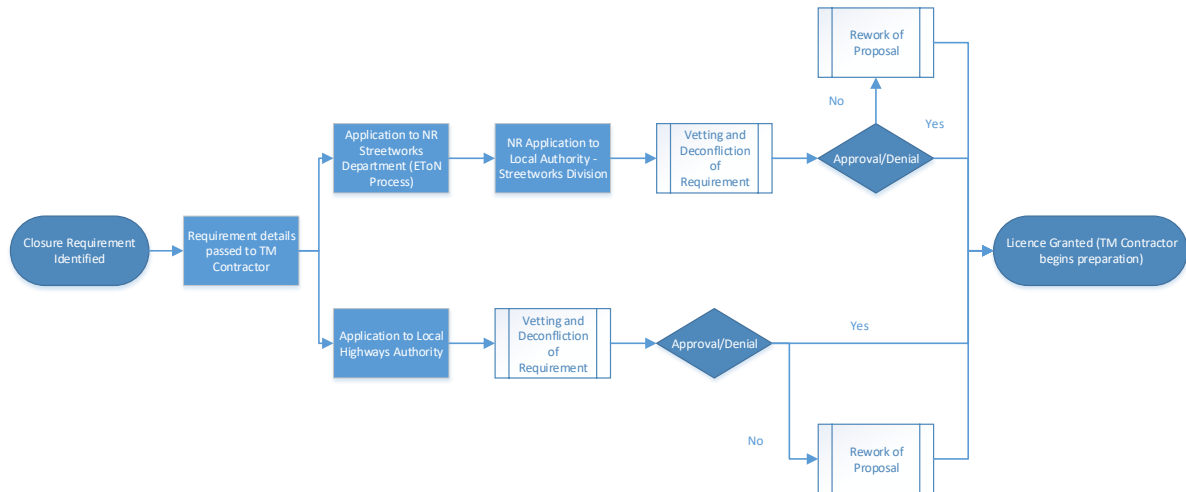 Rework of
Proposal
No
Yes
Application to NR
Streetworks
Department (EToN
Process)
NR Application to
Local Authority -
Streetworks Division
Vetting and
Deconfliction
of
Requirement
Approval/Denial
Closure Requirement
Identified
Requirement details
passed to TM
Contractor
Licence Granted (TM Contractor
begins preparation)
Application to Local
Highways Authority
Vetting and
Deconfliction
of
Requirement
Approval/Denial
Yes
No
Rework of
Proposal